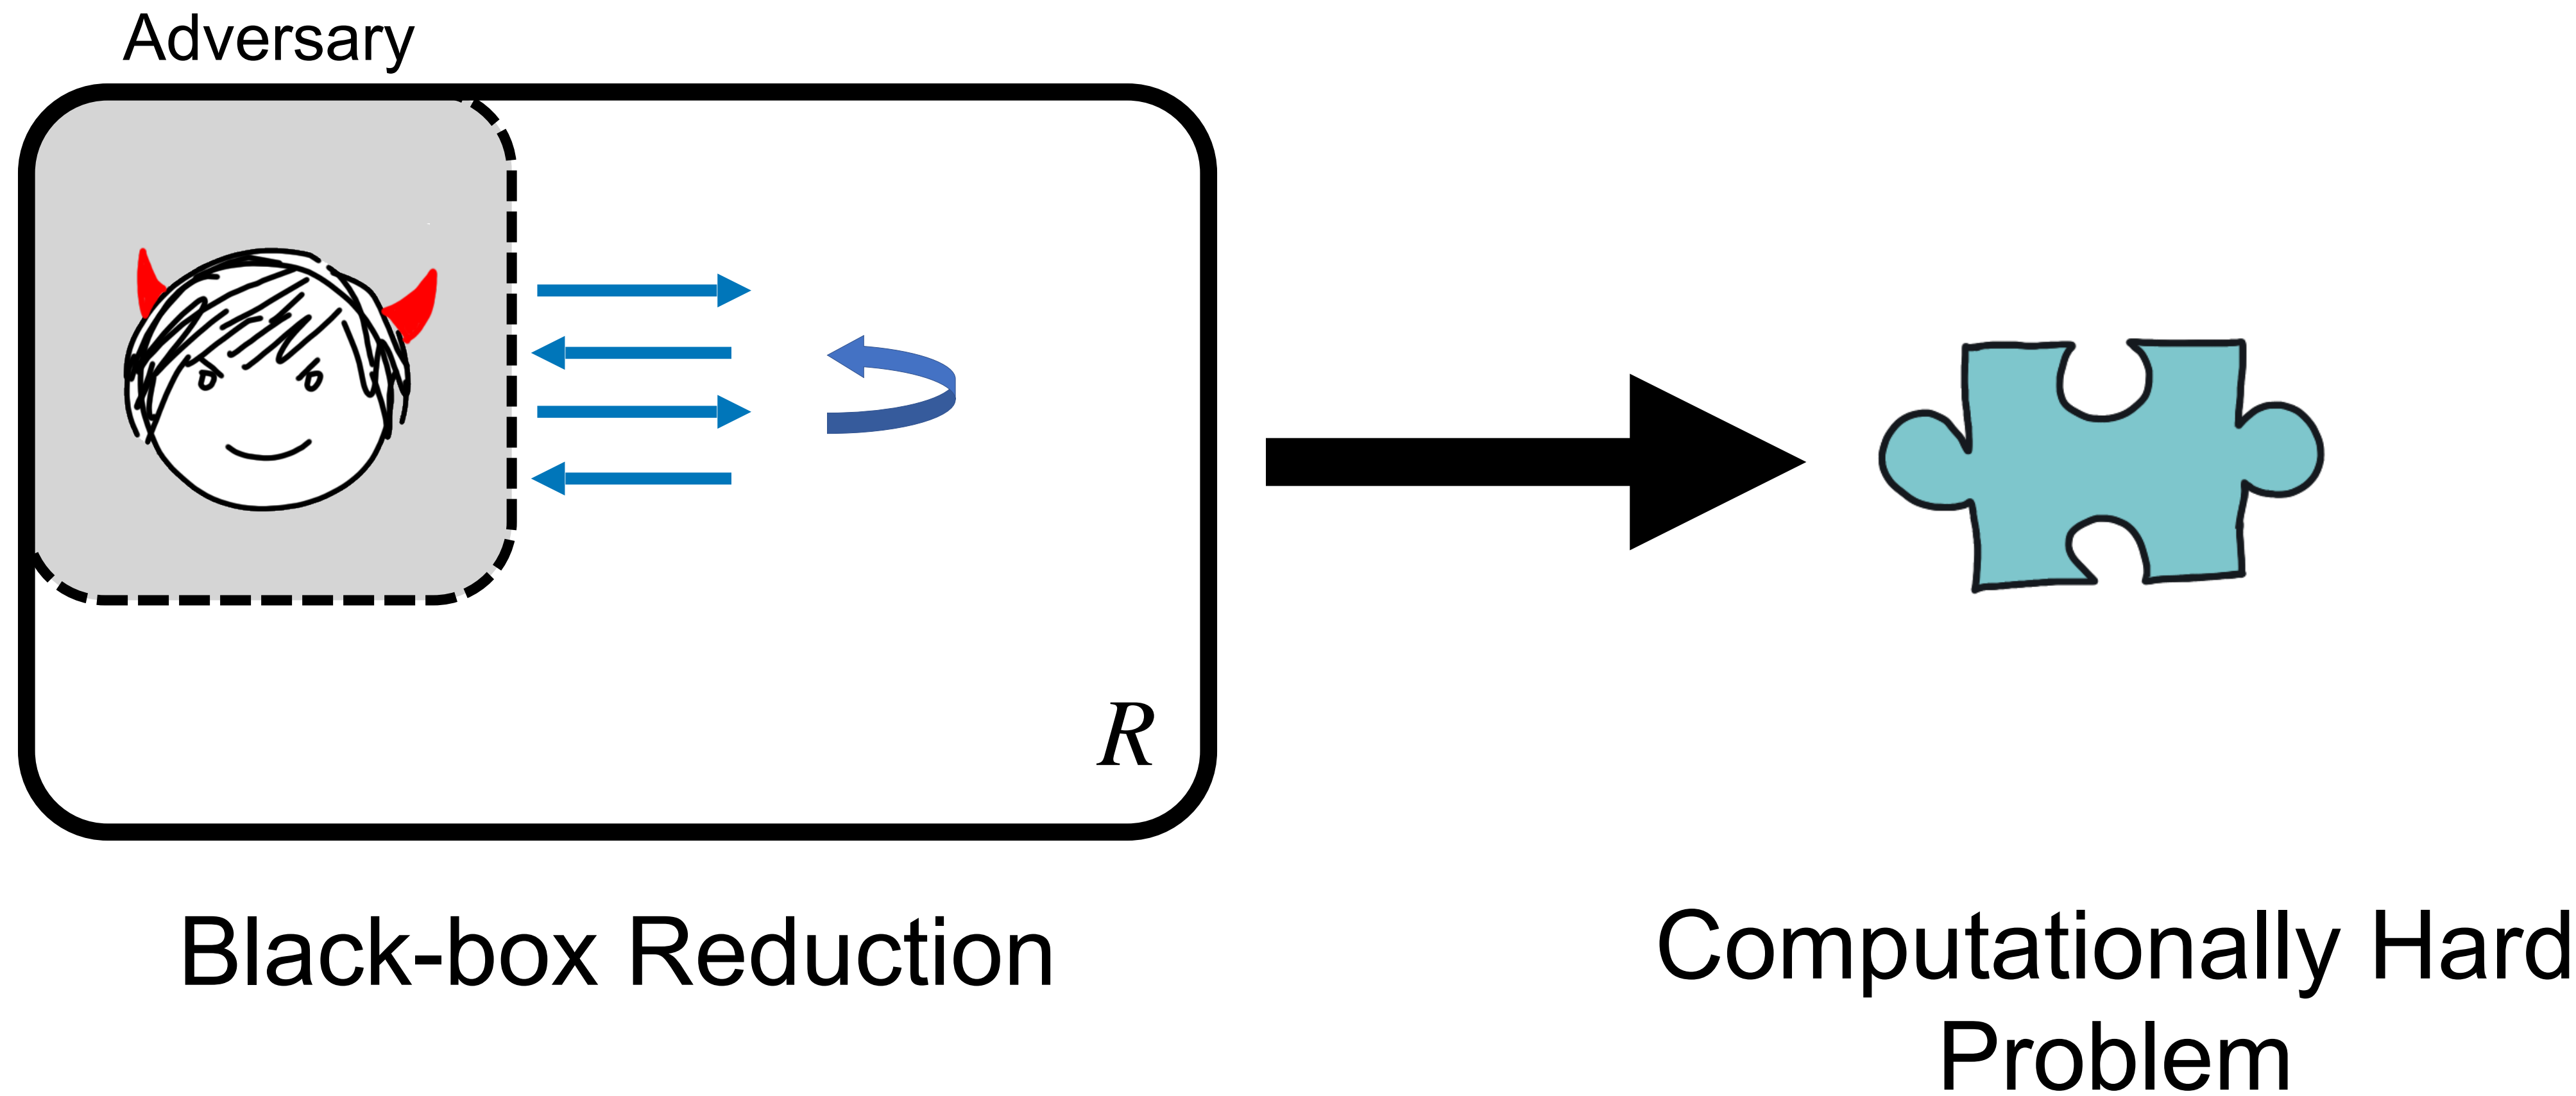 Adversary
R
Black-box Reduction
Computationally Hard
Problem